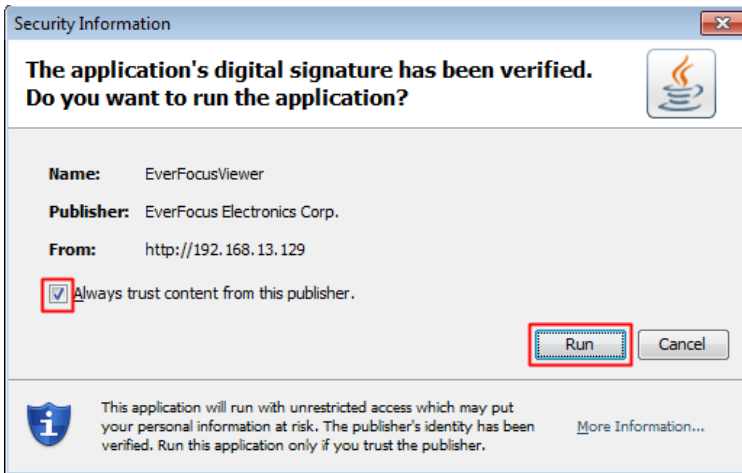 Security Information
The application's digital signature has been verified.
Do you want to run the application?
Name: EverFocusViewer
Publisher: EverFocus Electronics Corp.
From: http://192.168.13.129
Always trust content from this publisher.
Run Cancel
This application will run with unrestricted access which may put
your personal information at risk. The publisher's identity has been
verified. Run this application only if you trust the publisher.
More Information...